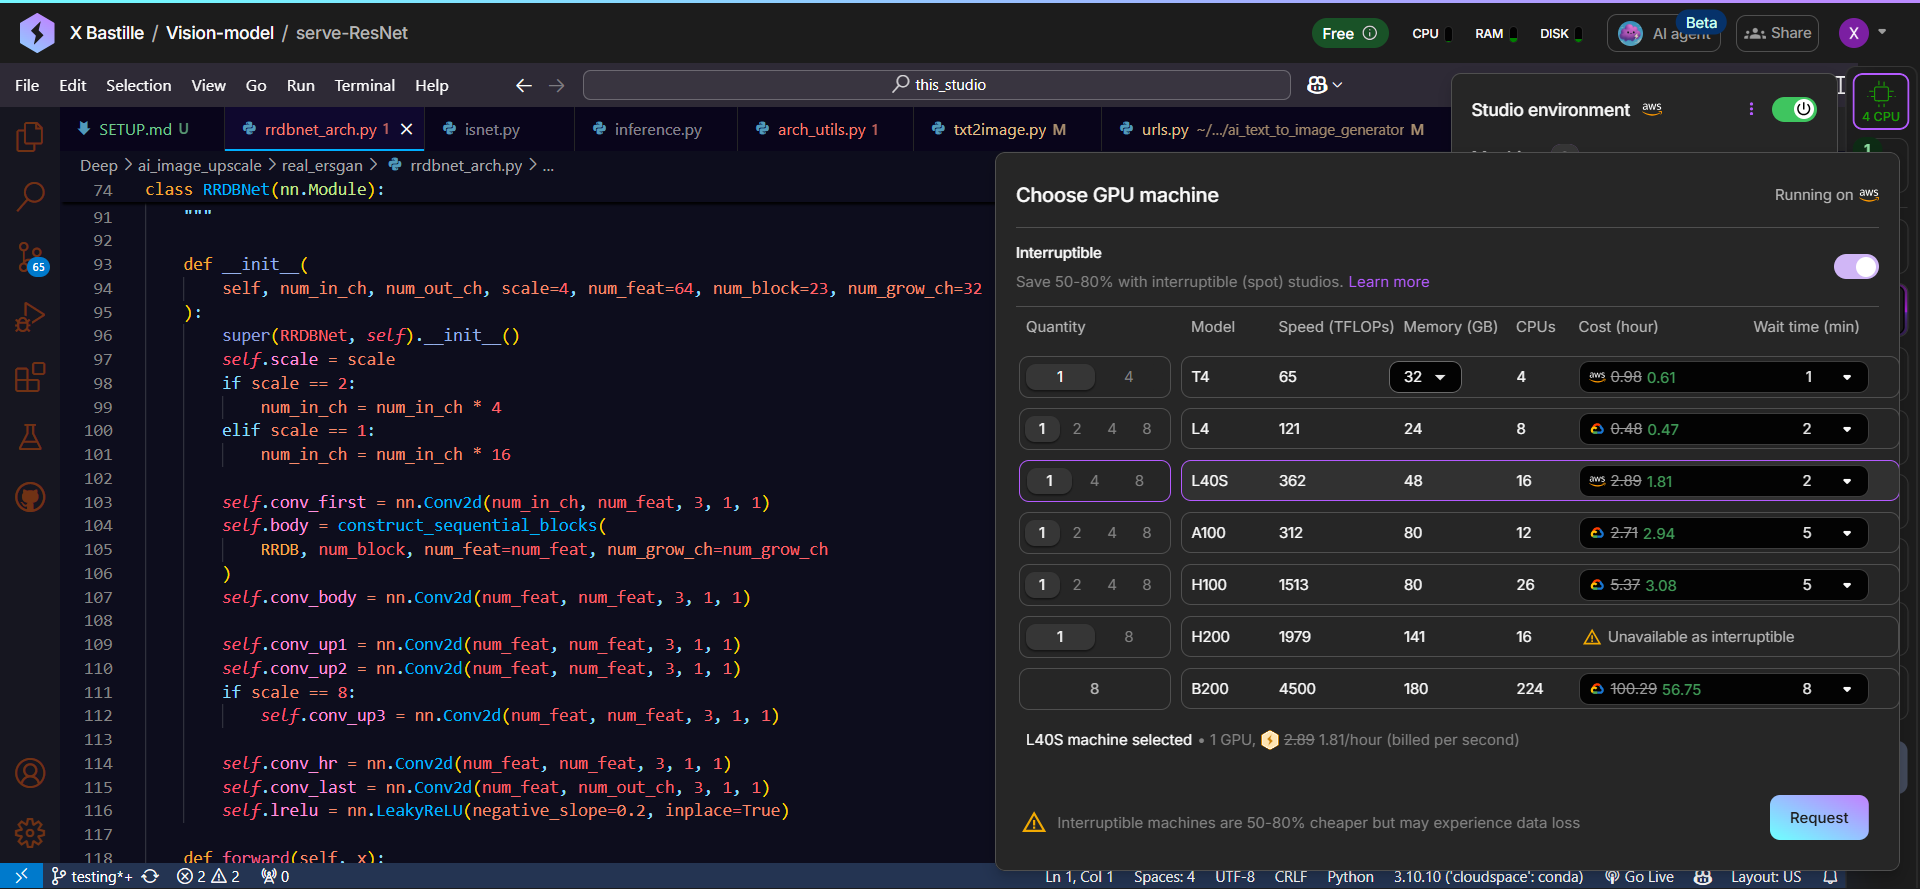 X Bastille / Vision-model / serve-ResNet
Free CPU RAM DISK AI agent Beta Share X
File Edit Selection View Go Run Terminal Help this_studio
Studio environment aws
4 CPU
SETUP.md U rrdbnet_arch.py 1 isnet.py inference.py arch_utils.py 1 txt2image.py M urls.py ~/.../ai_text_to_image_generator M
Deep > ai_image_upscale > real_ersgan > rrdbnet_arch.py > ...
74 class RRDBNet(nn.Module):
91 """
92
93 def __init__(
94 self, num_in_ch, num_out_ch, scale=4, num_feat=64, num_block=23, num_grow_ch=32
95 ):
96 super(RRDBNet, self).__init__()
97 self.scale = scale
98 if scale == 2:
99 num_in_ch = num_in_ch * 4
100 elif scale == 1:
101 num_in_ch = num_in_ch * 16
102
103 self.conv_first = nn.Conv2d(num_in_ch, num_feat, 3, 1, 1)
104 self.body = construct_sequential_blocks(
105 RRDB, num_block, num_feat=num_feat, num_grow_ch=num_grow_ch
106 )
107 self.conv_body = nn.Conv2d(num_feat, num_feat, 3, 1, 1)
108
109 self.conv_up1 = nn.Conv2d(num_feat, num_feat, 3, 1, 1)
110 self.conv_up2 = nn.Conv2d(num_feat, num_feat, 3, 1, 1)
111 if scale == 8:
112 self.conv_up3 = nn.Conv2d(num_feat, num_feat, 3, 1, 1)
113
114 self.conv_hr = nn.Conv2d(num_feat, num_feat, 3, 1, 1)
115 self.conv_last = nn.Conv2d(num_feat, num_out_ch, 3, 1, 1)
116 self.lrelu = nn.LeakyReLU(negative_slope=0.2, inplace=True)
117
118 def forward(self, x):
65
1
Choose GPU machine Running on aws
Interruptible
Save 50-80% with interruptible (spot) studios. Learn more
Quantity Model Speed (TFLOPs) Memory (GB) CPUs Cost (hour) Wait time (min)
1 4 T4 65 32 4 aws 0.98 0.61 1
1 2 4 8 L4 121 24 8 0.48 0.47 2
1 4 8 L40S 362 48 16 aws 2.89 1.81 2
1 2 4 8 A100 312 80 12 2.71 2.94 5
1 2 4 8 H100 1513 80 26 5.37 3.08 5
1 8 H200 1979 141 16 Unavailable as interruptible
8 B200 4500 180 224 100.29 56.75 8
L40S machine selected • 1 GPU, 2.89 1.81/hour (billed per second)
Interruptible machines are 50-80% cheaper but may experience data loss
Request
testing*+ 2 2 0 Ln 1, Col 1 Spaces: 4 UTF-8 CRLF Python 3.10.10 ('cloudspace': conda) Go Live Layout: US